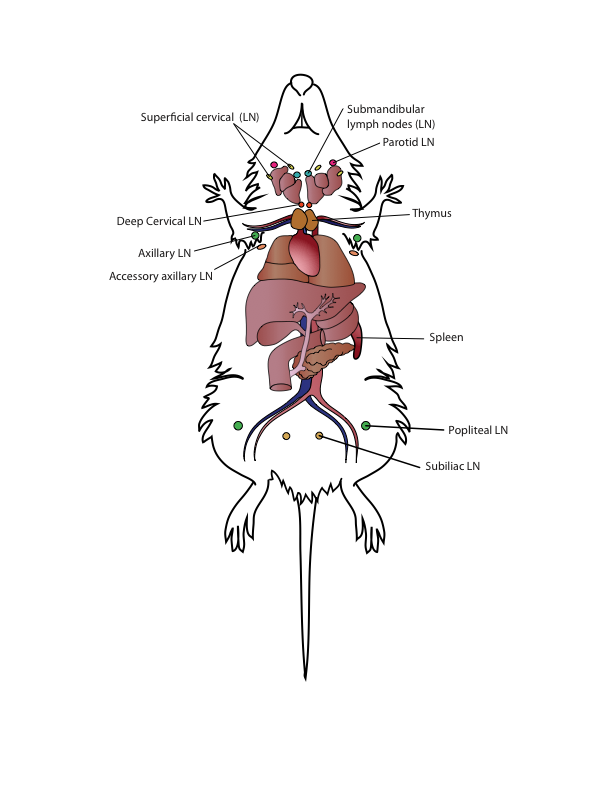 Superficial cervical  (LN)
Submandibular
lymph nodes (LN)
Parotid LN
Deep Cervical LN
Thymus
Axillary LN
Accessory axillary LN
Spleen
Popliteal LN
Subiliac LN